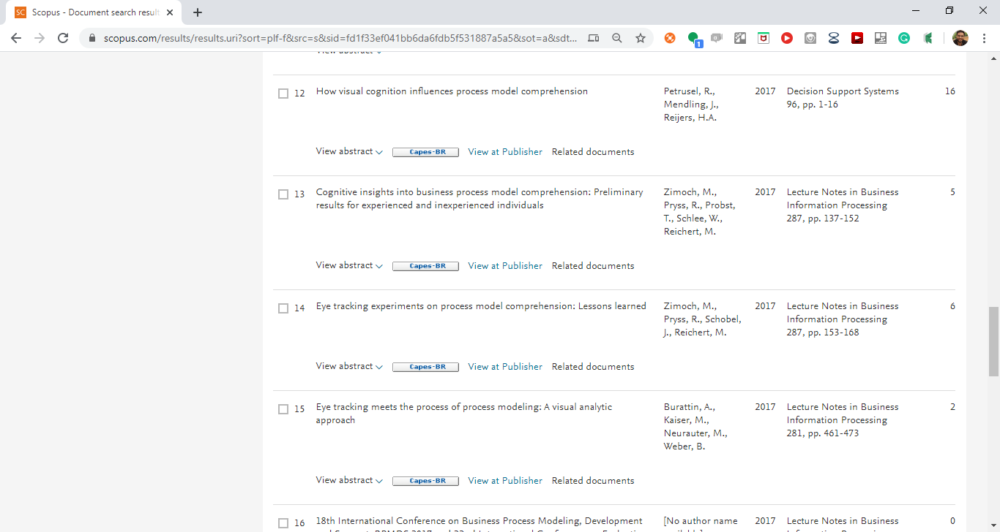 SC Scopus - Document search result
scopus.com/results/results.uri?sort=plf-f&src=s&sid=fd1f33ef041bb6da6fdb5f531887a5a5&sot=a&sdt...
1
View abstract
12 How visual cognition influences process model comprehension Petrusel, R., 2017 Decision Support Systems 16
Mendling, J., 96, pp. 1-16
Reijers, H.A.
View abstract Capes-BR View at Publisher Related documents
13 Cognitive insights into business process model comprehension: Preliminary Zimoch, M., 2017 Lecture Notes in Business 5
results for experienced and inexperienced individuals Pryss, R., Probst, Information Processing
T., Schlee, W., 287, pp. 137-152
Reichert, M.
View abstract Capes-BR View at Publisher Related documents
14 Eye tracking experiments on process model comprehension: Lessons learned Zimoch, M., 2017 Lecture Notes in Business 6
Pryss, R., Schobel, Information Processing
J., Reichert, M. 287, pp. 153-168
View abstract Capes-BR View at Publisher Related documents
15 Eye tracking meets the process of process modeling: A visual analytic Burattin, A., 2017 Lecture Notes in Business 2
approach Kaiser, M., Information Processing
Neurauter, M., 281, pp. 461-473
Weber, B.
View abstract Capes-BR View at Publisher Related documents
16 18th International Conference on Business Process Modeling, Development [No author name 2017 Lecture Notes in Business 0